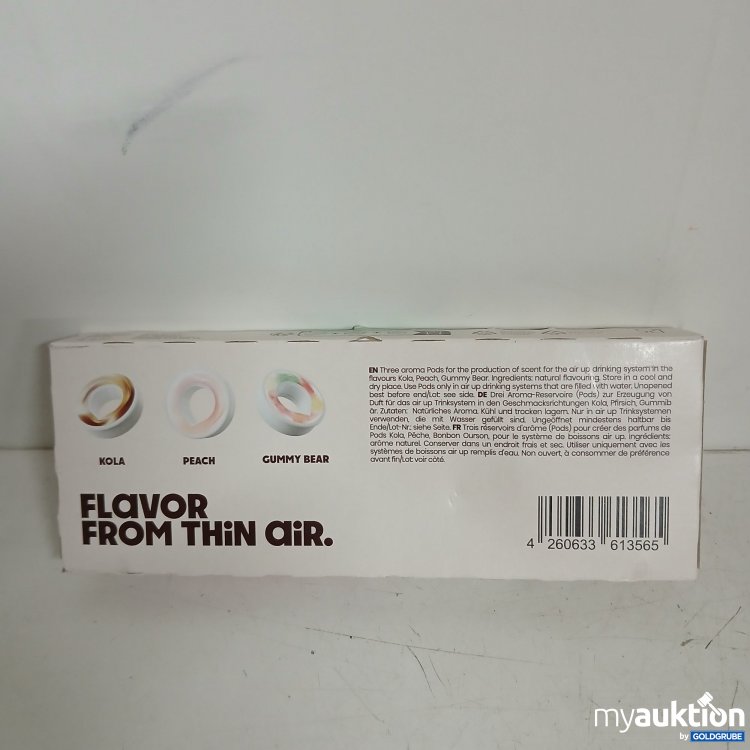 KOLA
PEACH
GUMMY BEAR
FLavor
FROM THiN aiR.
EN Three aroma Pods for the production of scent for the air up drinking system in the
flavours Kola, Peach, Gummy Bear. Ingredients: natural flavouring. Store in a cool and
dry place. Use Pods only in air up drinking systems that are filled with water. Unopened
best before end/Lot: see side. DE Drei Aroma-Reservoire (Pods) zur Erzeugung von
Duft für das air up Trinksystem in den Geschmacksrichtungen Kola, Pfirsich, Gummib
är. Zutaten: Natürliches Aroma. Kühl und trocken lagern. Nur in air up Trinksystemen
verwenden, die mit Wasser gefüllt sind. Ungeöffnet mindestens haltbar bis
Ende/Lot-Nr.: siehe Seite. FR Trois réservoirs d'arôme (Pods) pour créer des parfums de
Pods Kola, Pêche, Bonbon Ourson, pour le système de boissons air up. Ingrédients:
arôme naturel. Conserver dans un endroit frais et sec. Utiliser uniquement avec les
systèmes de boissons air up remplis d'eau. Non ouvert, à consommer de préférence
avant fin/Lot: voir côté.
4 260633 613565
myauktion
by GOLDGRUBE